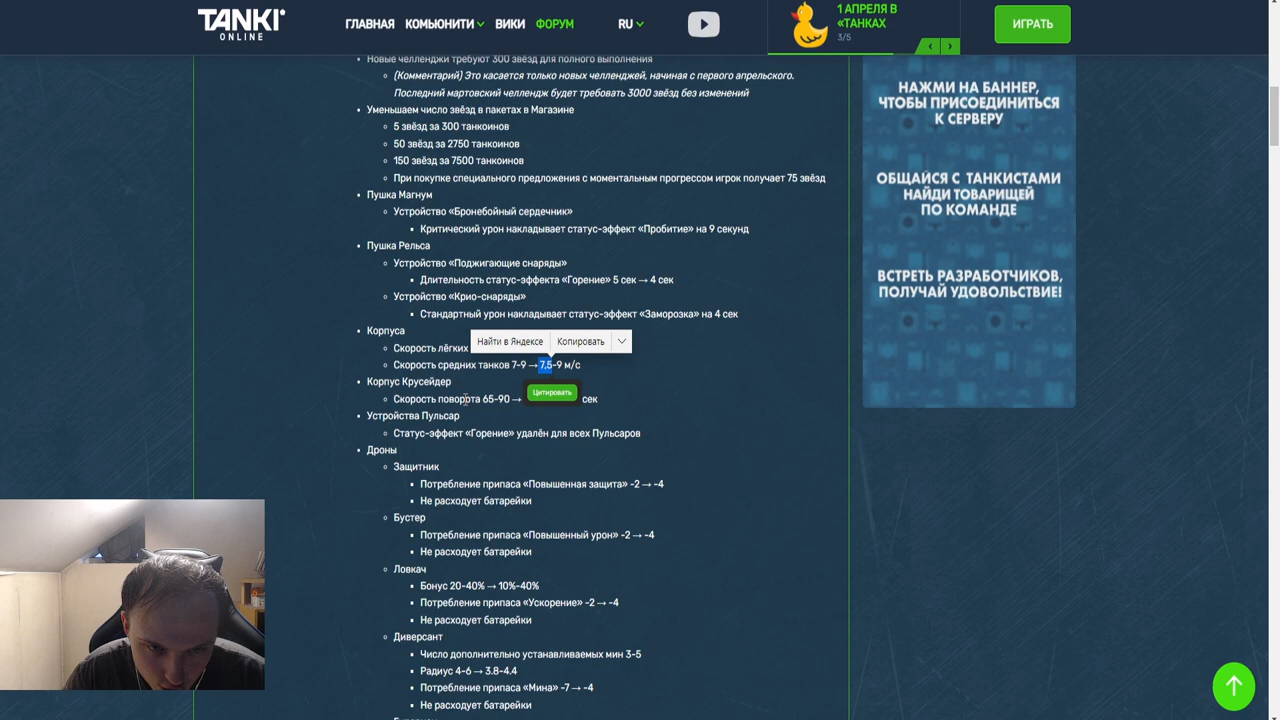 TANKI
ONLINE
ГЛАВНАЯ
КОМЬЮНИТИ
ВИКИ
ФОРУМ
RU
1 АПРЕЛЯ В
«ТАНКАХ
3/5
ИГРАТЬ
Новые челленджи требуют 300 звёзд для полного выполнения
(Комментарий) Это касается только новых челленджей, начиная с первого апрельского.
Последний мартовский челлендж будет требовать 3000 звёзд без изменений
Уменьшаем число звёзд в пакетах в Магазине
5 звёзд за 300 танкоинов
50 звёзд за 2750 танкоинов
150 звёзд за 7500 танкоинов
При покупке специального предложения с моментальным прогрессом игрок получает 75 звёзд
Пушка Магнум
Устройство «Бронебойный сердечник»
Критический урон накладывает статус-эффект «Пробитие» на 9 секунд
Пушка Рельса
Устройство «Поджигающие снаряды»
Длительность статус-эффекта «Горение» 5 сек → 4 сек
Устройство «Крио-снаряды»
Стандартный урон накладывает статус-эффект «Заморозка» на 4 сек
Корпуса
Найти в Яндексе
Копировать
Скорость лёгких
Скорость средних танков 7-9 → 7,5-9 м/с
Корпус Крусейдер
Цитировать
Скорость поворота 65-90 → сек
Устройства Пульсар
Статус-эффект «Горение» удалён для всех Пульсаров
Дроны
Защитник
Потребление припаса «Повышенная защита» -2 → -4
Не расходует батарейки
Бустер
Потребление припаса «Повышенный урон» -2 → -4
Не расходует батарейки
Ловкач
Бонус 20-40% → 10%-40%
Потребление припаса «Ускорение» -2 → -4
Не расходует батарейки
Диверсант
Число дополнительно устанавливаемых мин 3-5
Радиус 4-6 → 3.8-4.4
Потребление припаса «Мина» -7 → -4
Не расходует батарейки
НАЖМИ НА БАННЕР,
ЧТОБЫ ПРИСОЕДИНИТЬСЯ
К СЕРВЕРУ
ОБЩАЙСЯ С ТАНКИСТАМИ
НАЙДИ ТОВАРИЩЕЙ
ПО КОМАНДЕ
ВСТРЕТЬ РАЗРАБОТЧИКОВ,
ПОЛУЧАЙ УДОВОЛЬСТВИЕ!